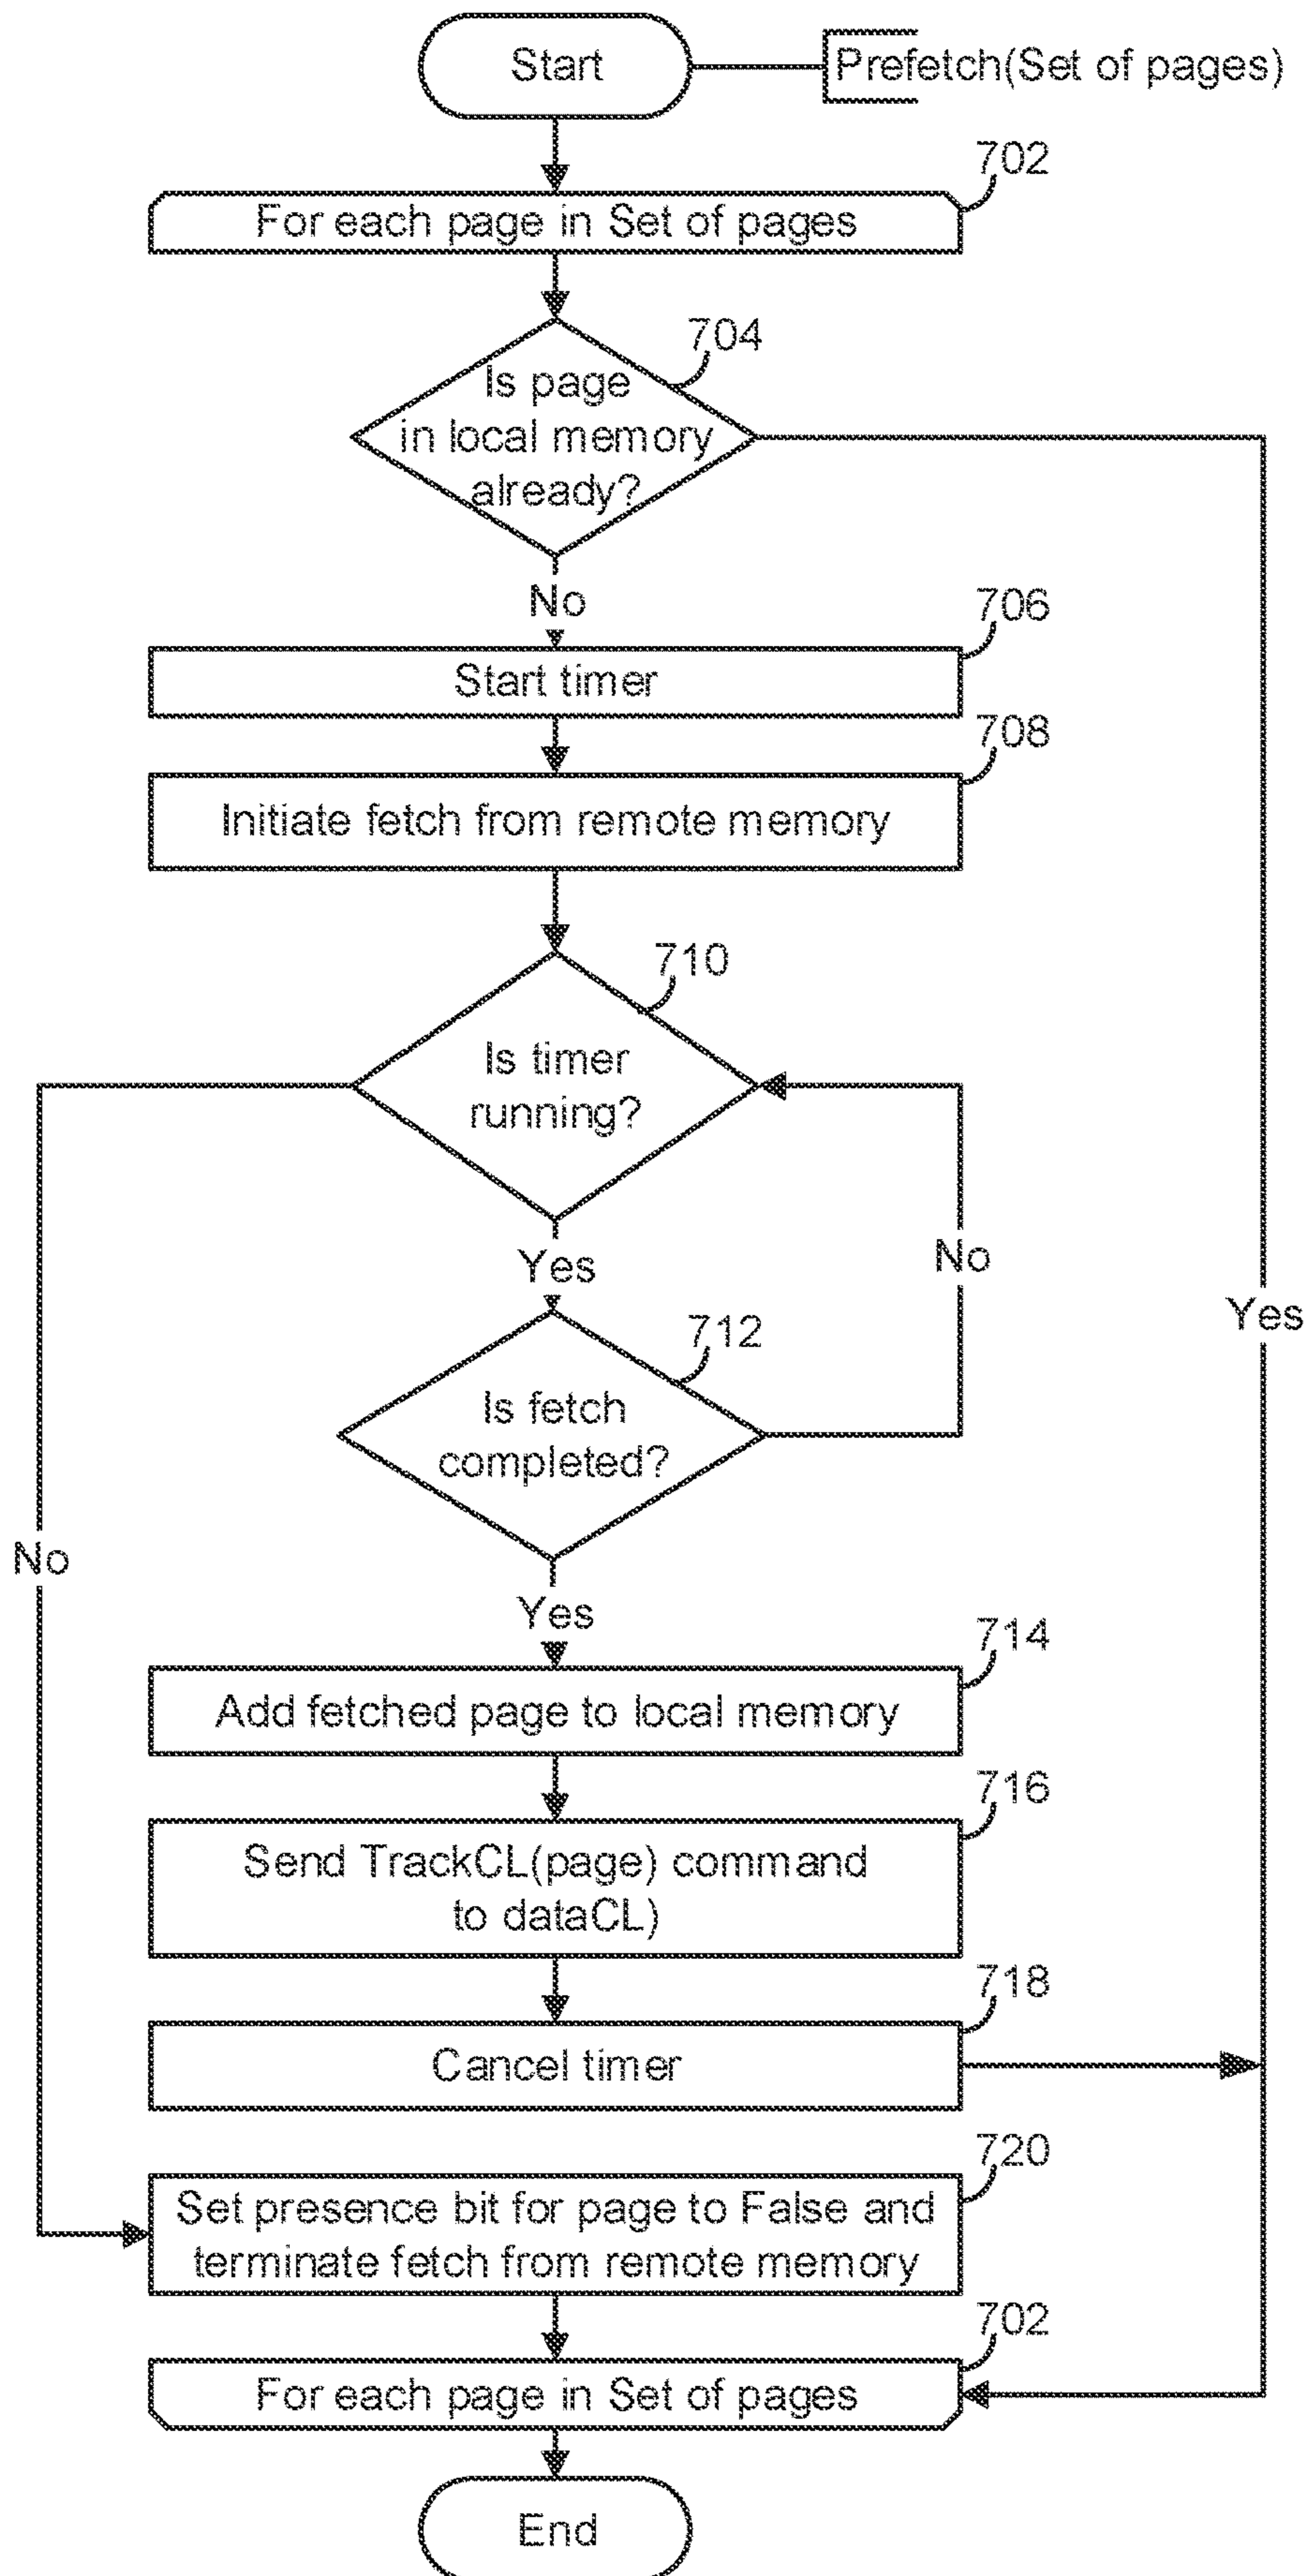 Start
Prefetch(Set of pages)
702
For each page in Set of pages
704
Is page
in local memory
already?
No
706
Start timer
708
Initiate fetch from remote memory
710
Is timer
running?
Yes
No
Yes
712
Is fetch
completed?
No
Yes
714
Add fetched page to local memory
716
Send TrackCL(page) command
to dataCL)
718
Cancel timer
720
Set presence bit for page to False and
terminate fetch from remote memory
702
For each page in Set of pages
End